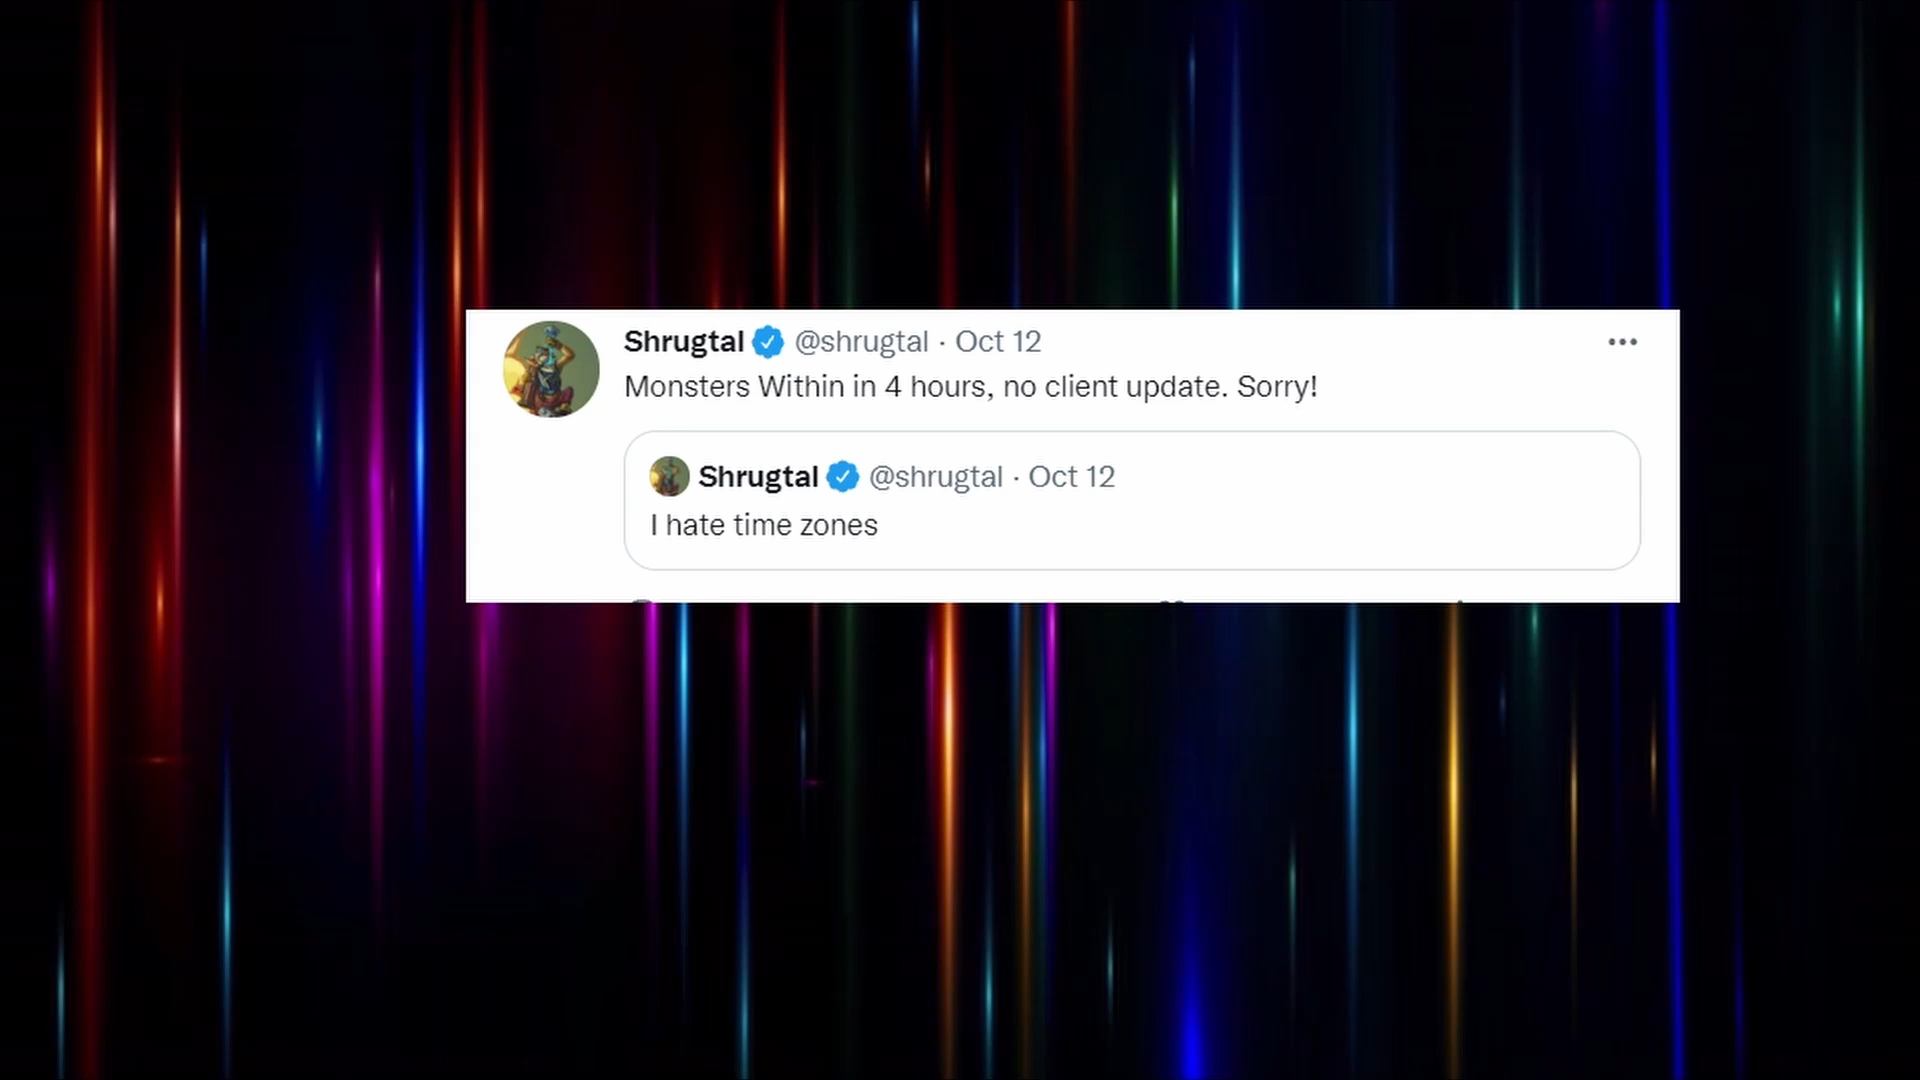 Shrugtal @shrugtal · Oct 12
Monsters Within in 4 hours, no client update. Sorry!
Shrugtal @shrugtal · Oct 12
I hate time zones